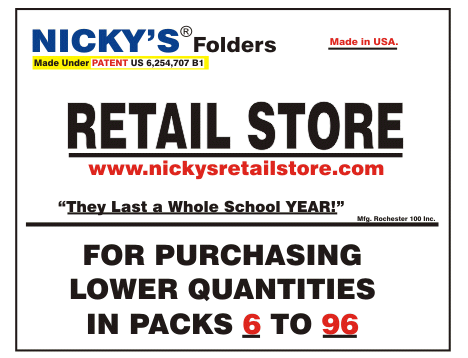 NICKY'S® Folders
Made in USA.
Made Under PATENT US 6,254,707 B1
RETAIL STORE
www.nickysretailstore.com
“They Last a Whole School YEAR!”
Mfg. Rochester 100 Inc.
FOR PURCHASING
LOWER QUANTITIES
IN PACKS 6 TO 96